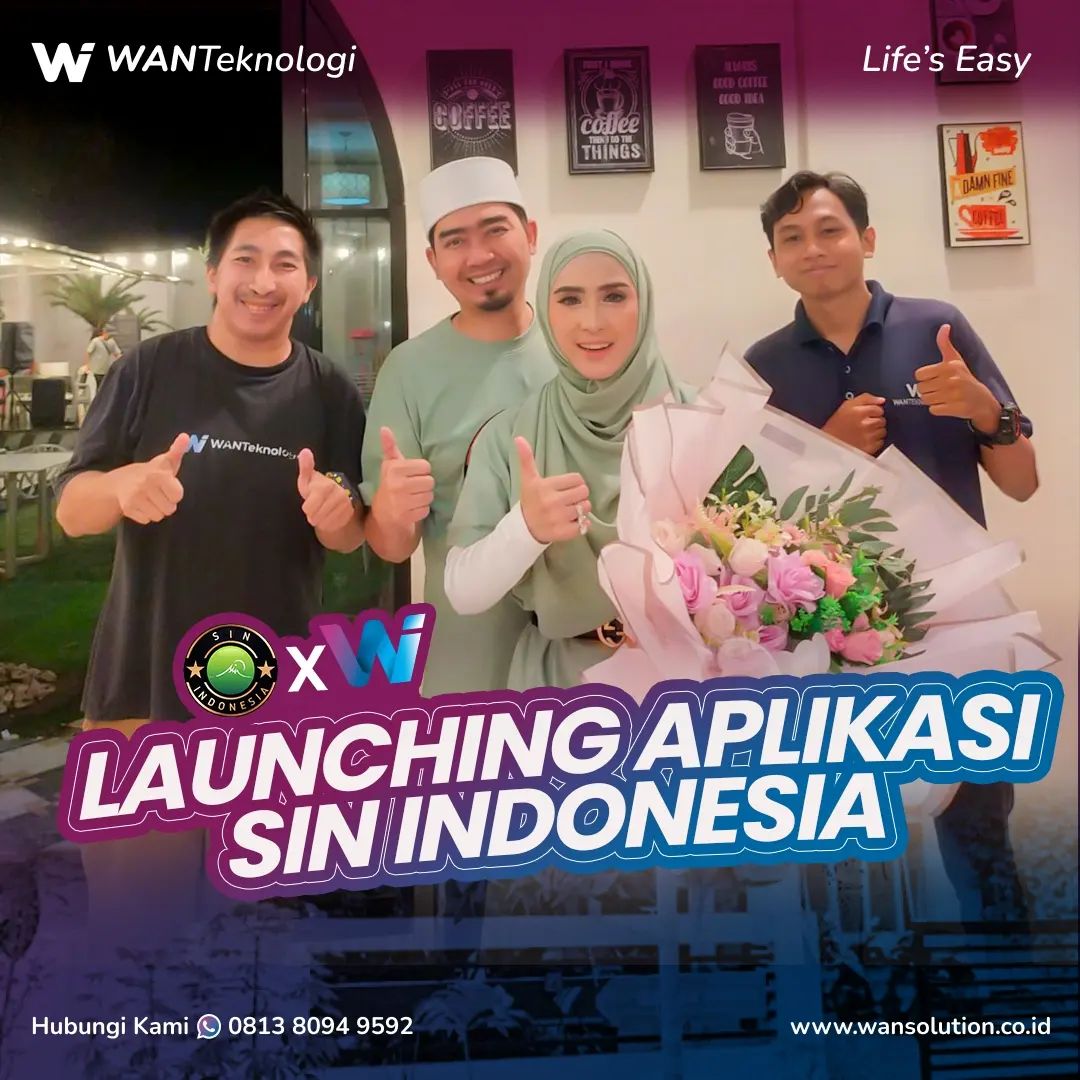 WANTeknologi
Life's Easy
COFFEE
coffee
THINGS
ALWAYS
GOOD COFFEE
GOOD IDEA
DAMN FINE
COFFEE
WANTeknolo
SIN
INDONESIA
X
LAUNCHING APLIKASI
SIN INDONESIA
Hubungi Kami 0813 8094 9592
www.wansolution.co.id